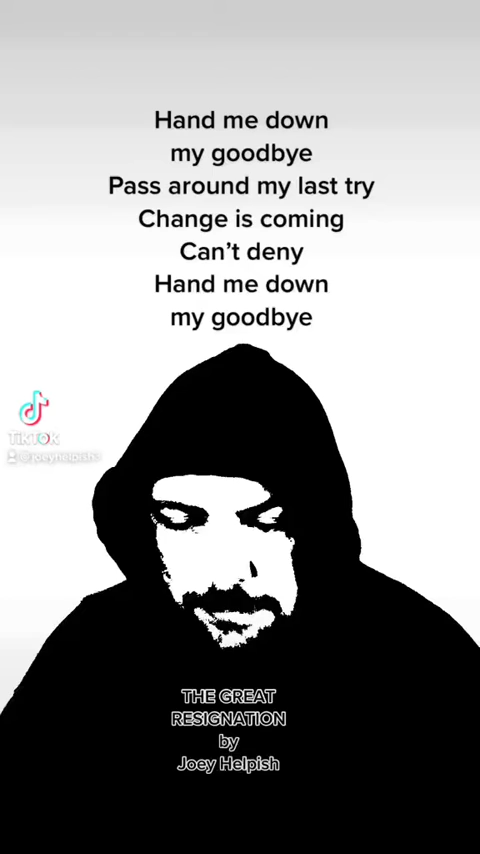 Hand me down
my goodbye
Pass around my last try
Change is coming
Can’t deny
Hand me down
my goodbye
TikTok
@joeyhelpish
THE GREAT
RESIGNATION
by
Joey Helpish